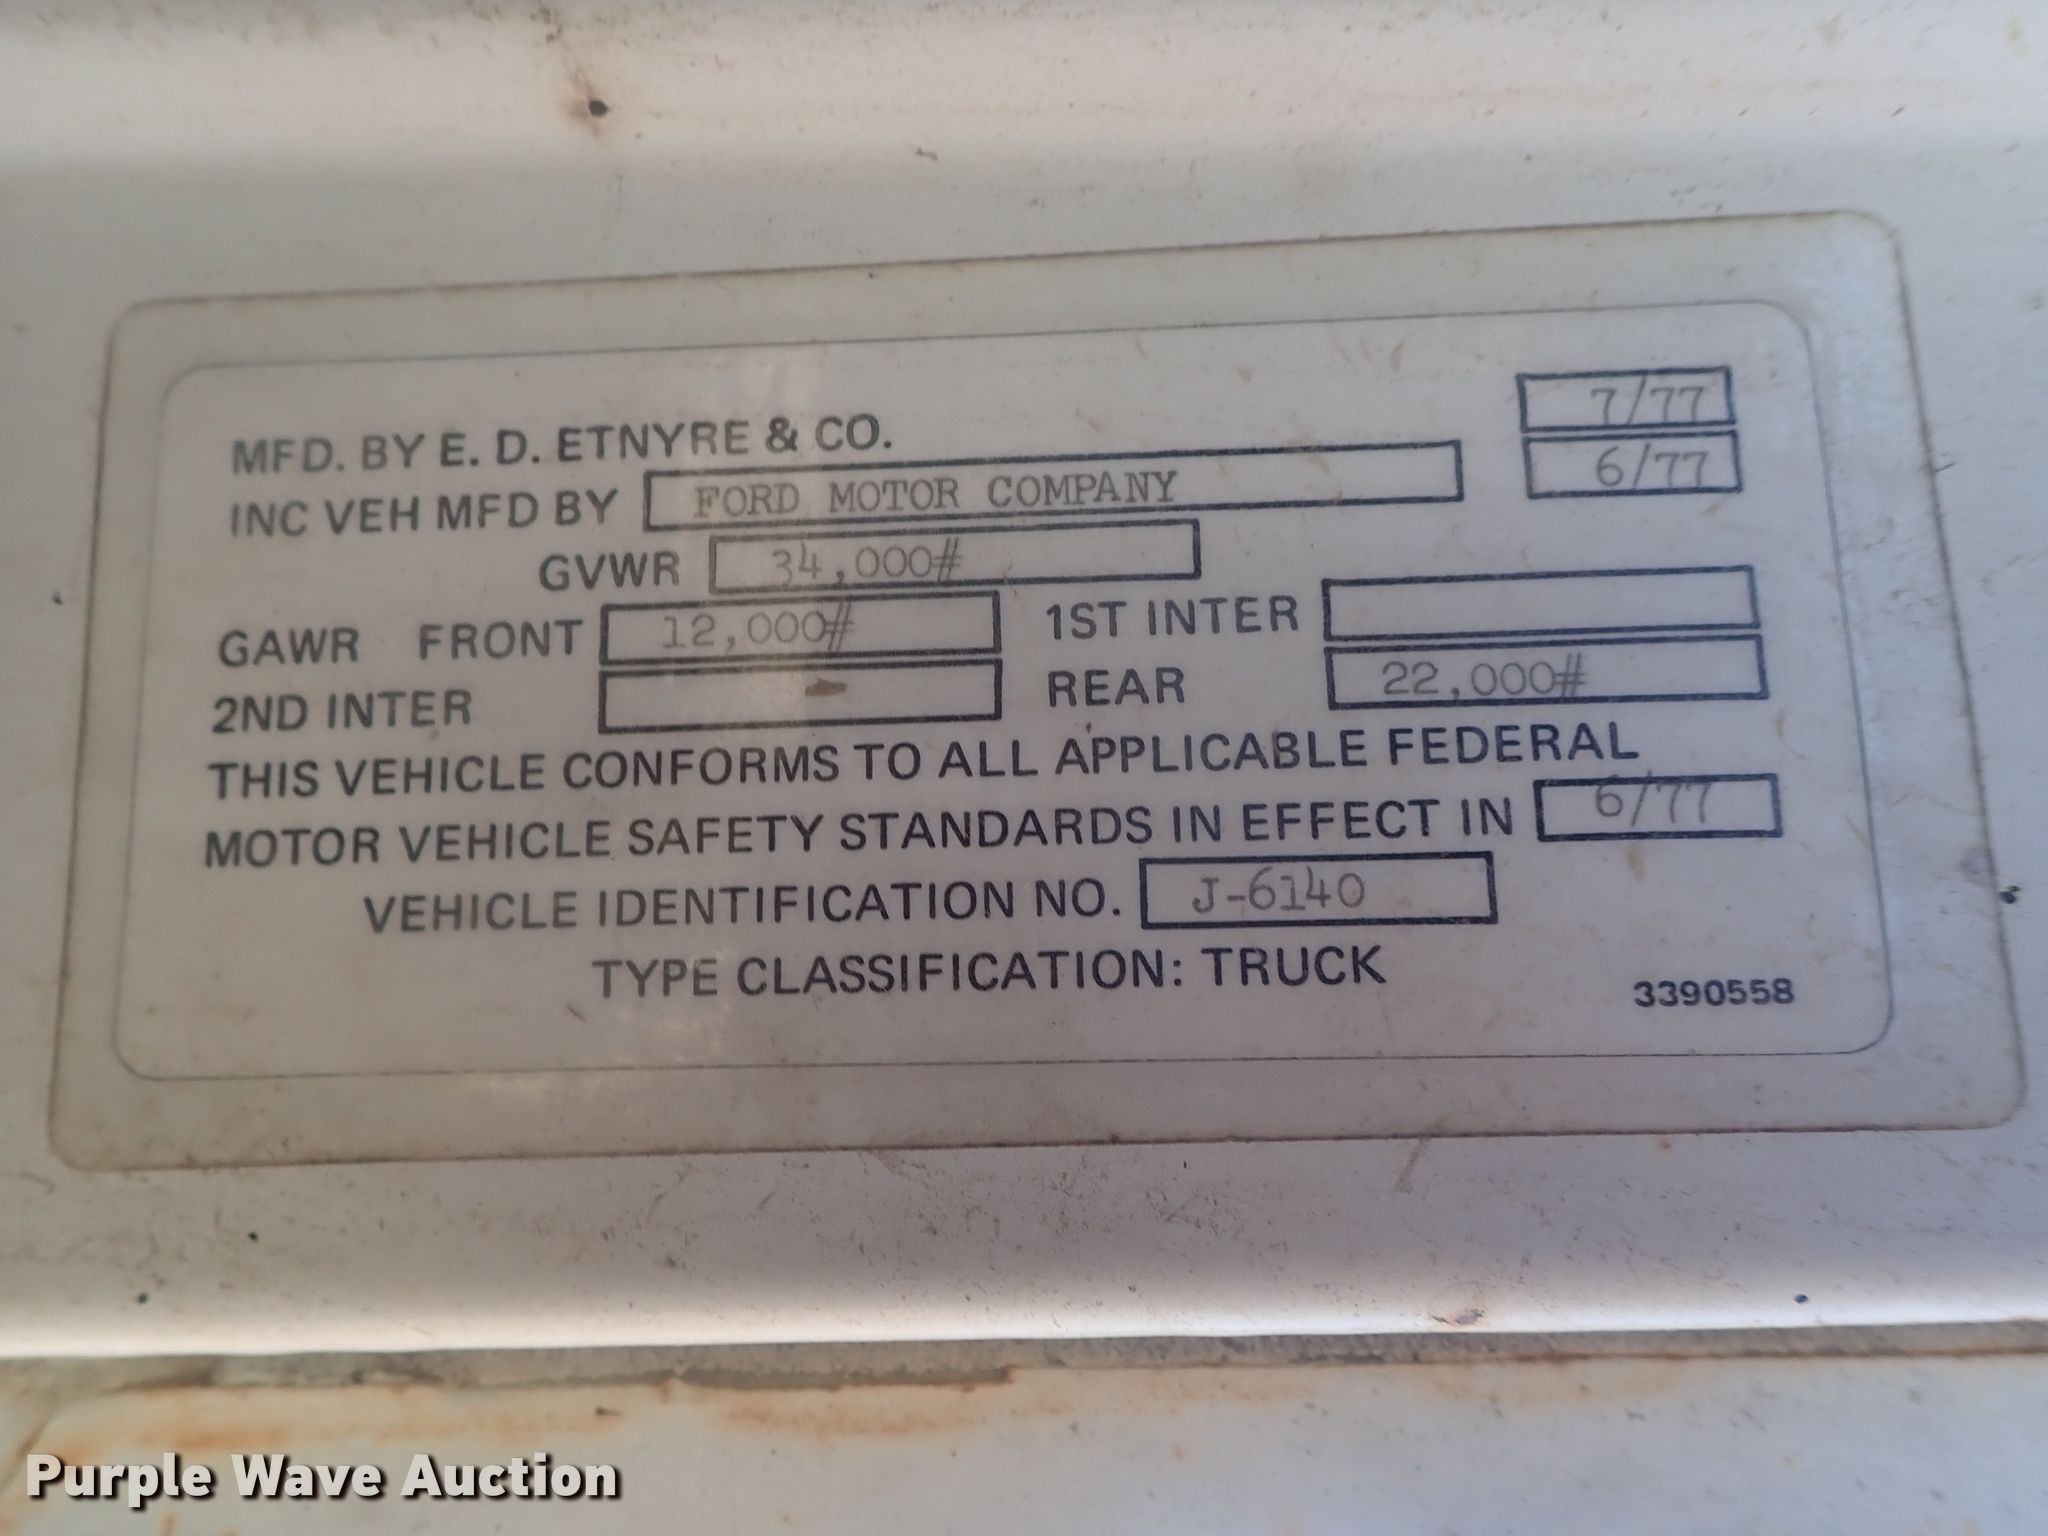 MFD. BY E. D. ETNYRE & CO. 7/77
INC VEH MFD BY FORD MOTOR COMPANY 6/77
GVWR 34,000#
GAWR FRONT 12,000# 1ST INTER
2ND INTER REAR 22,000#
THIS VEHICLE CONFORMS TO ALL APPLICABLE FEDERAL
MOTOR VEHICLE SAFETY STANDARDS IN EFFECT IN 6/77
VEHICLE IDENTIFICATION NO. J-6140
TYPE CLASSIFICATION: TRUCK
3390558
Purple Wave Auction